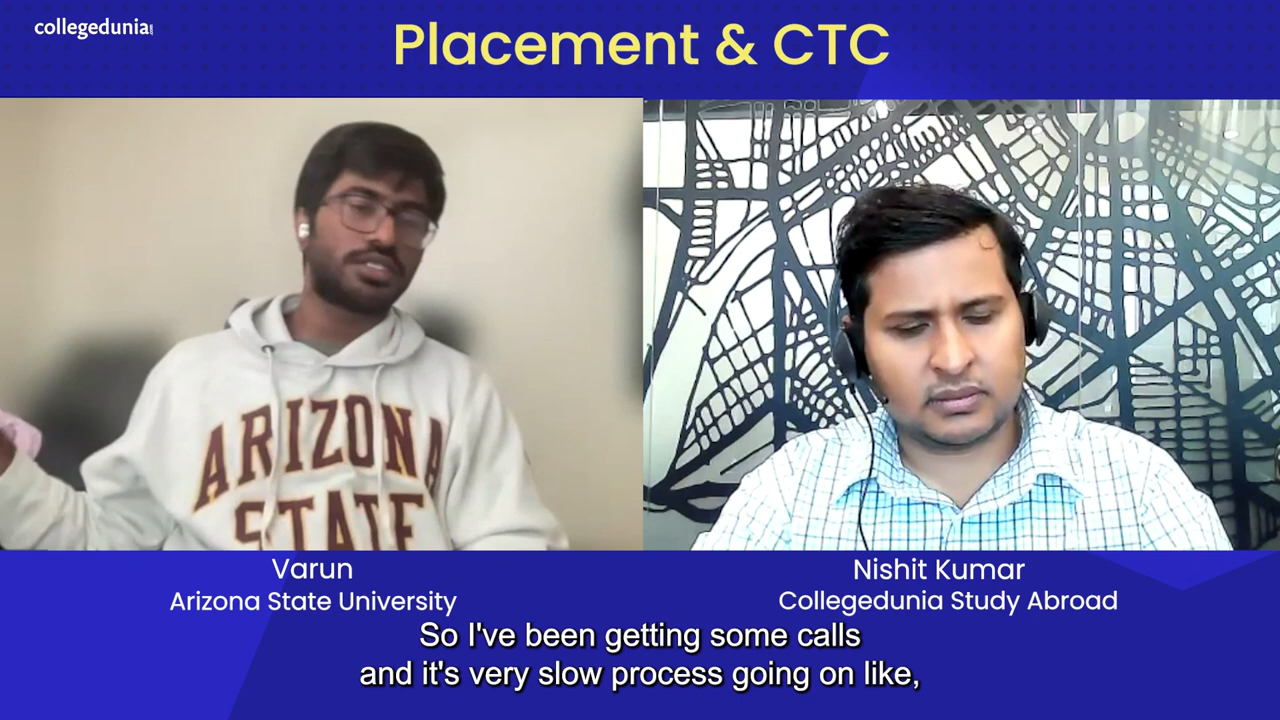 collegedunia
Placement & CTC
ARIZONA
STATE
Varun
Arizona State University
Nishit Kumar
Collegedunia Study Abroad
So I've been getting some calls
and it's very slow process going on like,